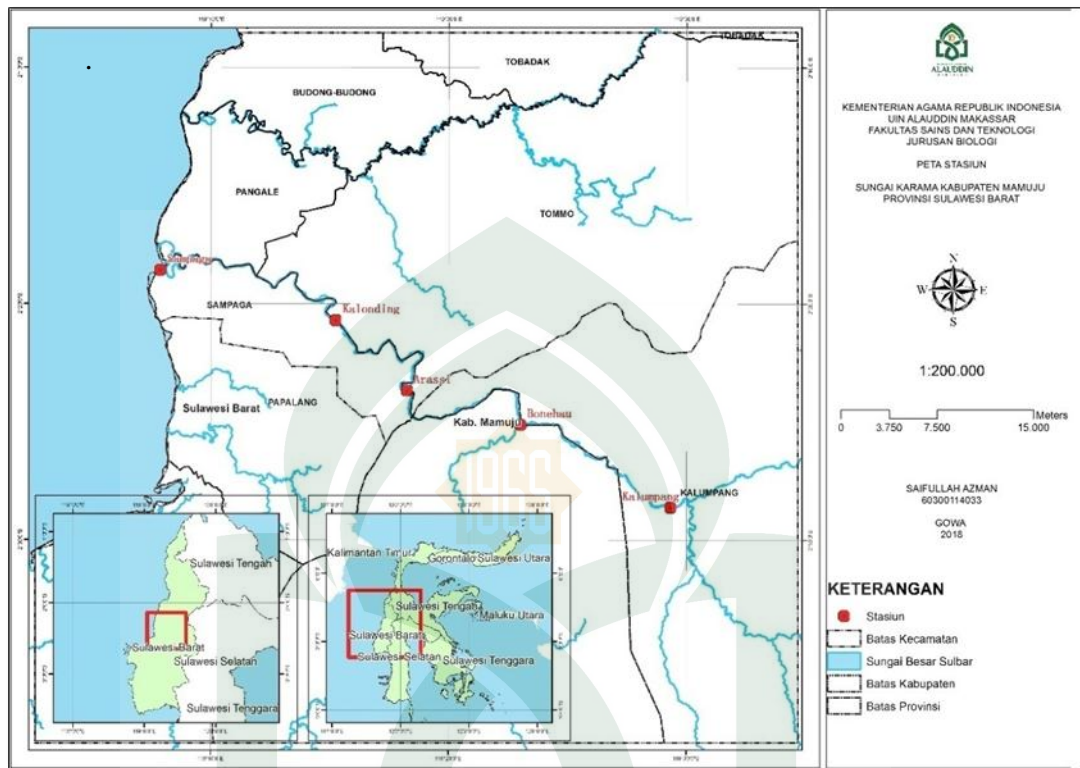 TOBADAK
TOBADAK
BUDONG-BUDONG
PANGALE
TOMMO
Sampaga
SAMPAGA
Kalonding
Arassi
PAPALANG
Sulawesi Barat
Kab. Mamuju
Bonehau
1966
Kalumpang
KALUMPANG
Sulawesi Tengah
Sulawesi Barat
Sulawesi Selatan
Sulawesi Tenggara
Kalimantan Timur
Gorontalo
Sulawesi Utara
Sulawesi Tengah
Maluku Utara
Sulawesi Barat
Sulawesi Selatan
Sulawesi Tenggara
ALAUDDIN
KEMENTERIAN AGAMA REPUBLIK INDONESIA
UIN ALAUDDIN MAKASSAR
FAKULTAS SAINS DAN TEKNOLOGI
JURUSAN BIOLOGI
PETA STASIUN
SUNGAI KARAMA KABUPATEN MAMUJU
PROVINSI SULAWESI BARAT
N
W E
S
1:200.000
Meters
0 3.750 7.500 15.000
SAIFULLAH AZMAN
60300114033
GOWA
2018
KETERANGAN
Stasiun
Batas Kecamatan
Sungai Besar Sulbar
Batas Kabupaten
Batas Provinsi